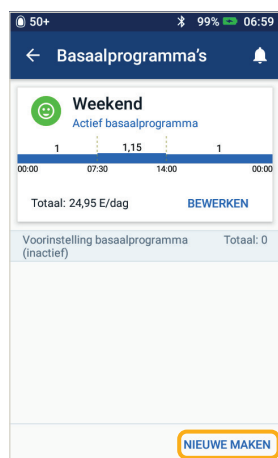 50+ 99% 06:59
Basaalprogramma's
Weekend
Actief basaalprogramma
1 1,15 1
00:00 07:30 14:00 00:00
Totaal: 24,95 E/dag BEWERKEN
Voorinstelling basaalprogramma Totaal: 0
(inactief)
NIEUWE MAKEN